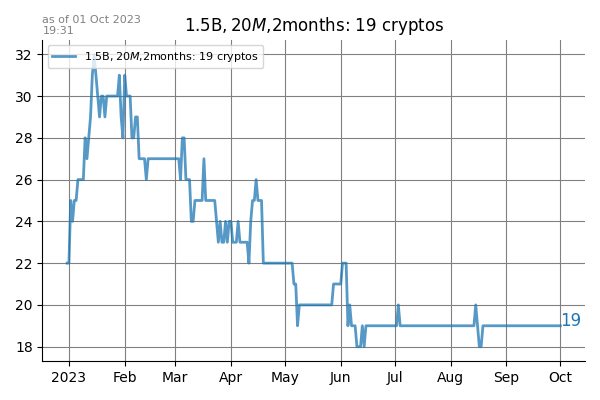 as of 01 Oct 2023
19:31
1.5B, 20M,2months: 19 cryptos
1.5B, 20M,2months: 19 cryptos
32
30
28
26
24
22
20
18
19
2023 Feb Mar Apr May Jun Jul Aug Sep Oct